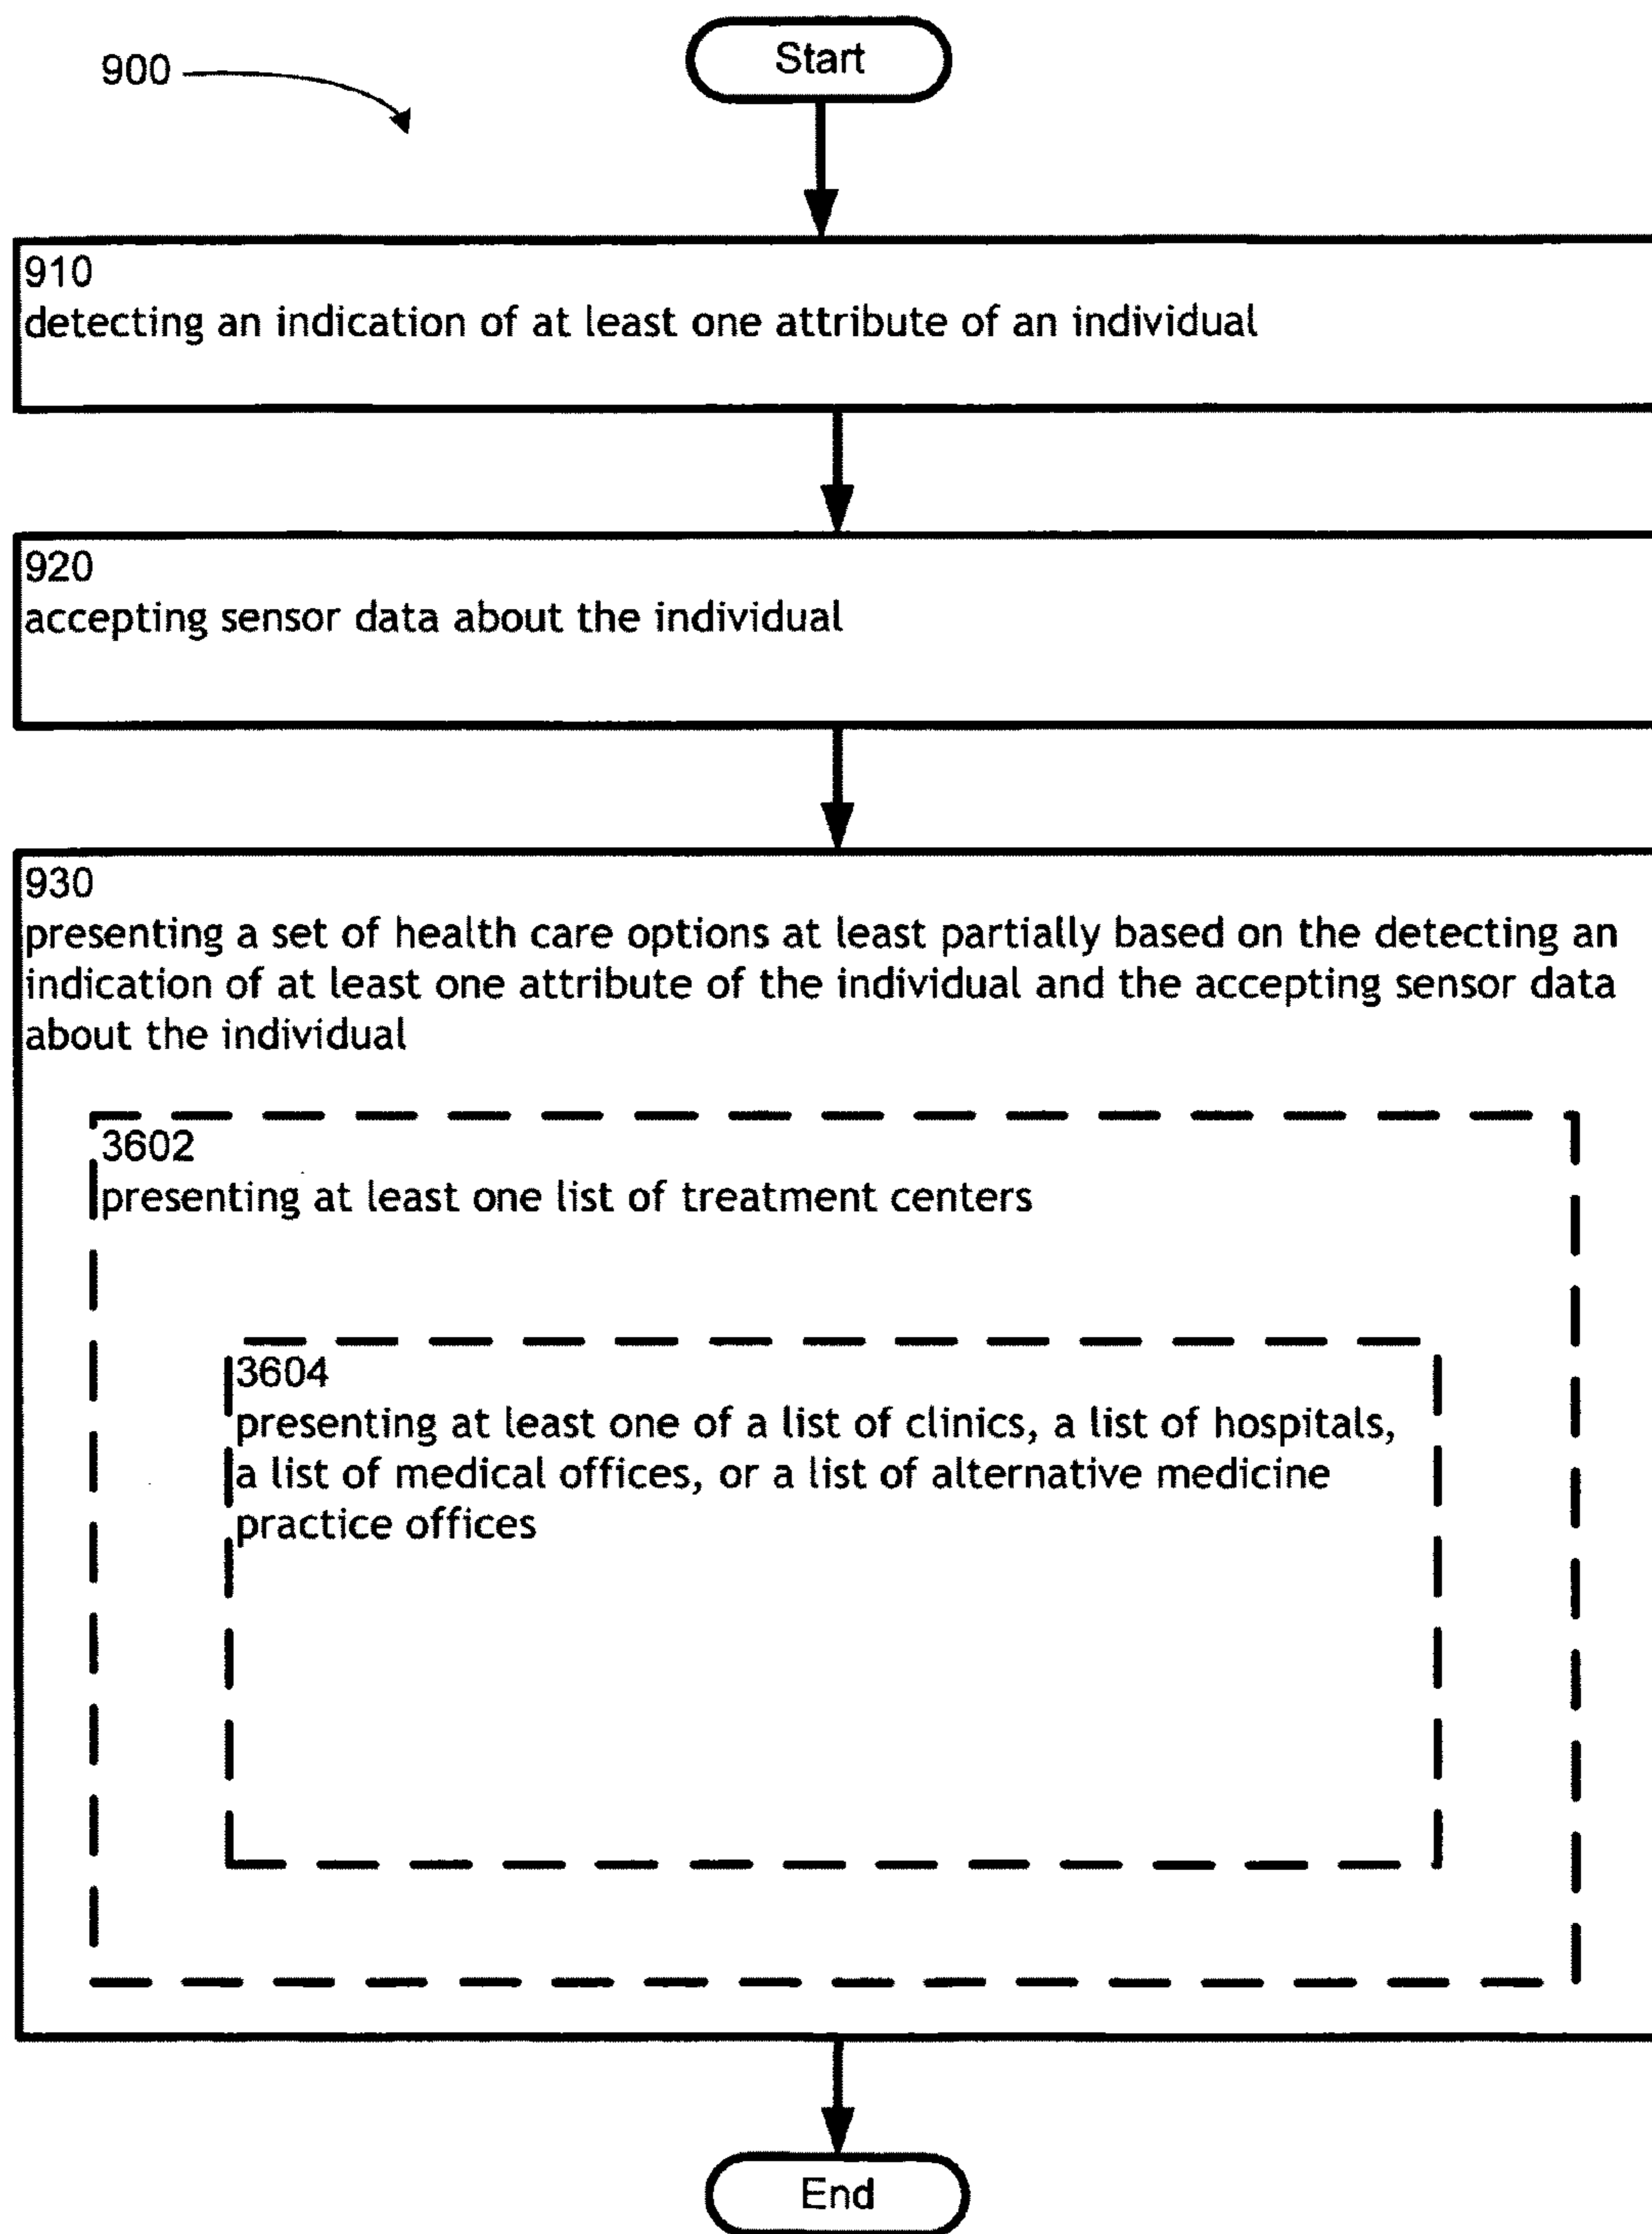 Start
900
910
detecting an indication of at least one attribute of an individual
920
accepting sensor data about the individual
930
presenting a set of health care options at least partially based on the detecting an
indication of at least one attribute of the individual and the accepting sensor data
about the individual
3602
presenting at least one list of treatment centers
3604
presenting at least one of a list of clinics, a list of hospitals,
a list of medical offices, or a list of alternative medicine
practice offices
End